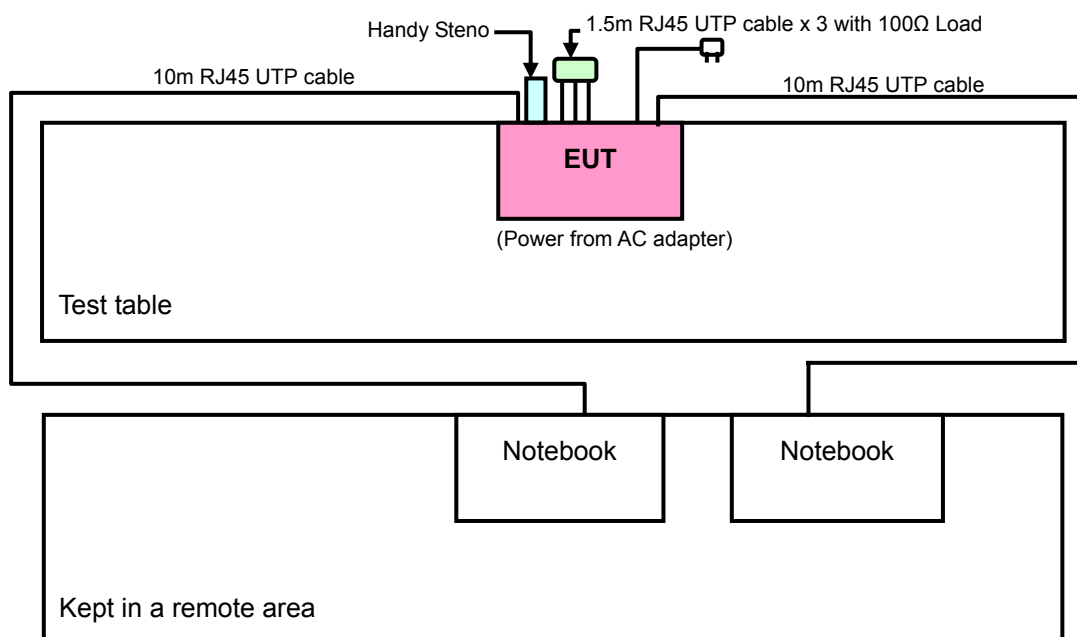 1.5m RJ45 UTP cable x 3 with 100Ω Load
Handy Steno
10m RJ45 UTP cable
10m RJ45 UTP cable
EUT
(Power from AC adapter)
Test table
Notebook
Notebook
Kept in a remote area